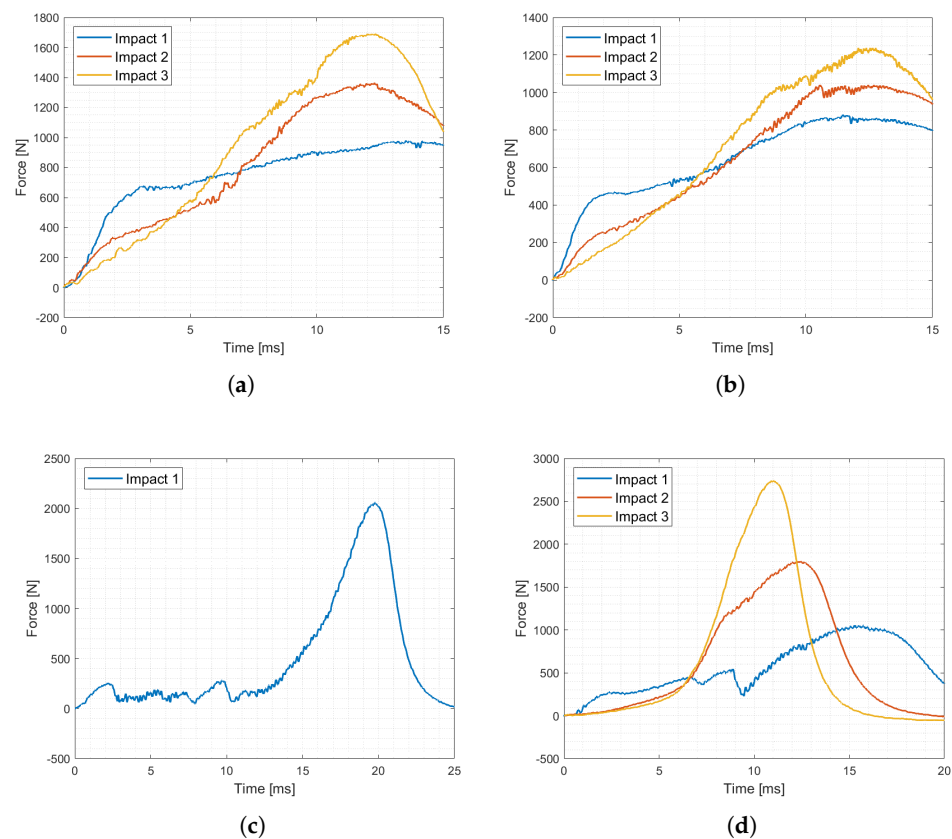 1800
1600
1400
1200
1000
800
600
400
200
0
-200
Force [N]
Impact 1
Impact 2
Impact 3
0 5 10 15
Time [ms]
(a)
1400
1200
1000
800
600
400
200
0
-200
Force [N]
Impact 1
Impact 2
Impact 3
0 5 10 15
Time [ms]
(b)
2500
2000
1500
1000
500
0
-500
Force [N]
Impact 1
0 5 10 15 20 25
Time [ms]
(c)
3000
2500
2000
1500
1000
500
0
-500
Force [N]
Impact 1
Impact 2
Impact 3
0 5 10 15 20
Time [ms]
(d)